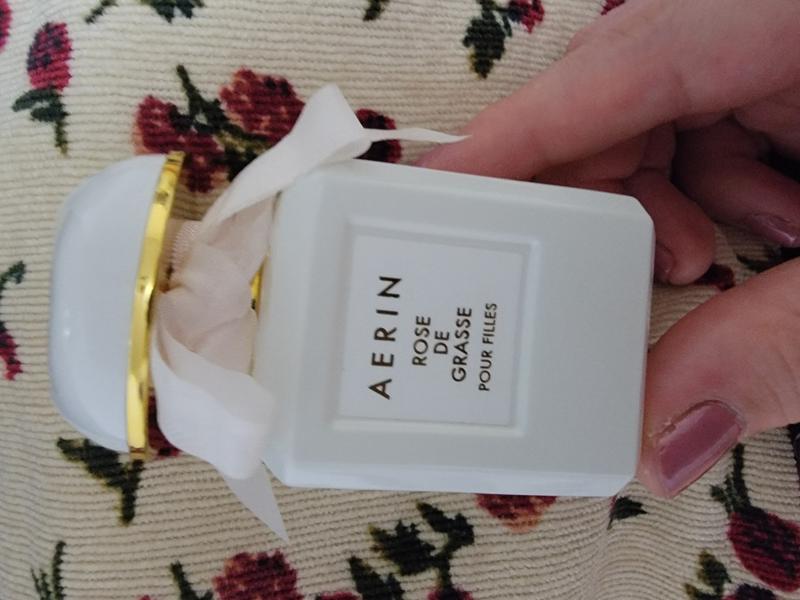 AERIN
ROSE
DE
GRASSE
POUR FILLES